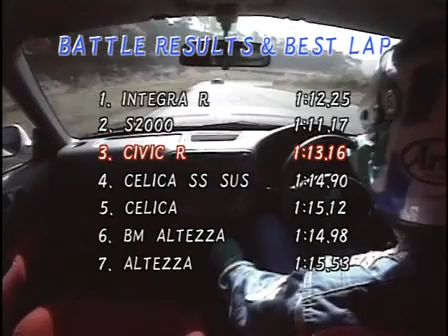 BATTLE RESULTS & BEST LAP
1. INTEGRA R 1:12,25
2. S2000 1:11,17
3. CIVIC R 1:13,16
4. CELICA SS SUS 1:14,90
5. CELICA 1:15,12
6. BM ALTEZZA 1:14,98
7. ALTEZZA 1:15,53